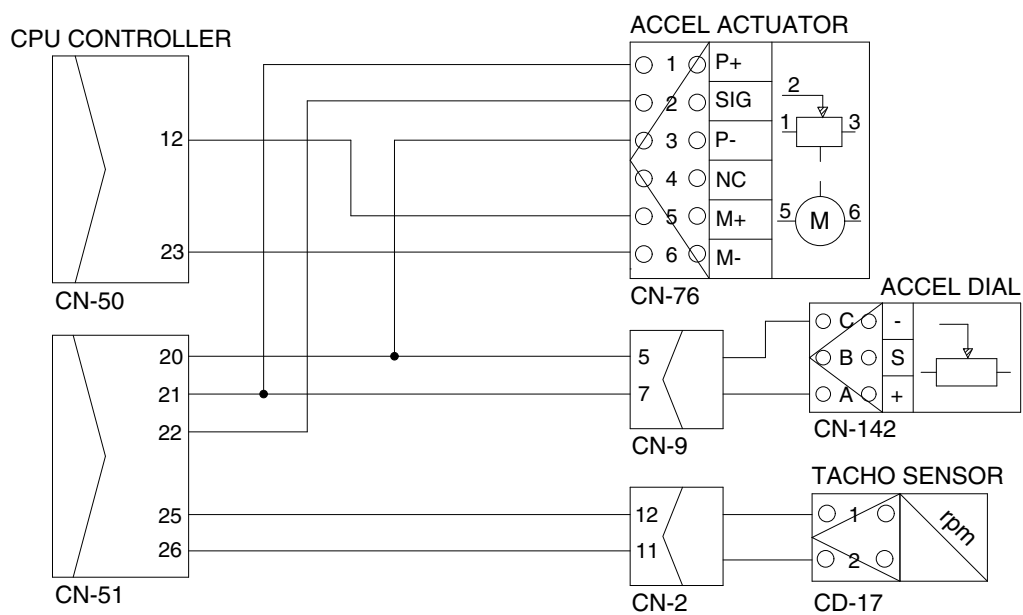 CPU CONTROLLER
12
23
CN-50
20
21
22
25
26
CN-51
ACCEL ACTUATOR
1 P+
2 SIG
3 P-
4 NC
5 M+
6 M-
2
1 3
5 M 6
CN-76
5
7
CN-9
ACCEL DIAL
C -
B S
A +
CN-142
12
11
CN-2
TACHO SENSOR
1
2
rpm
CD-17